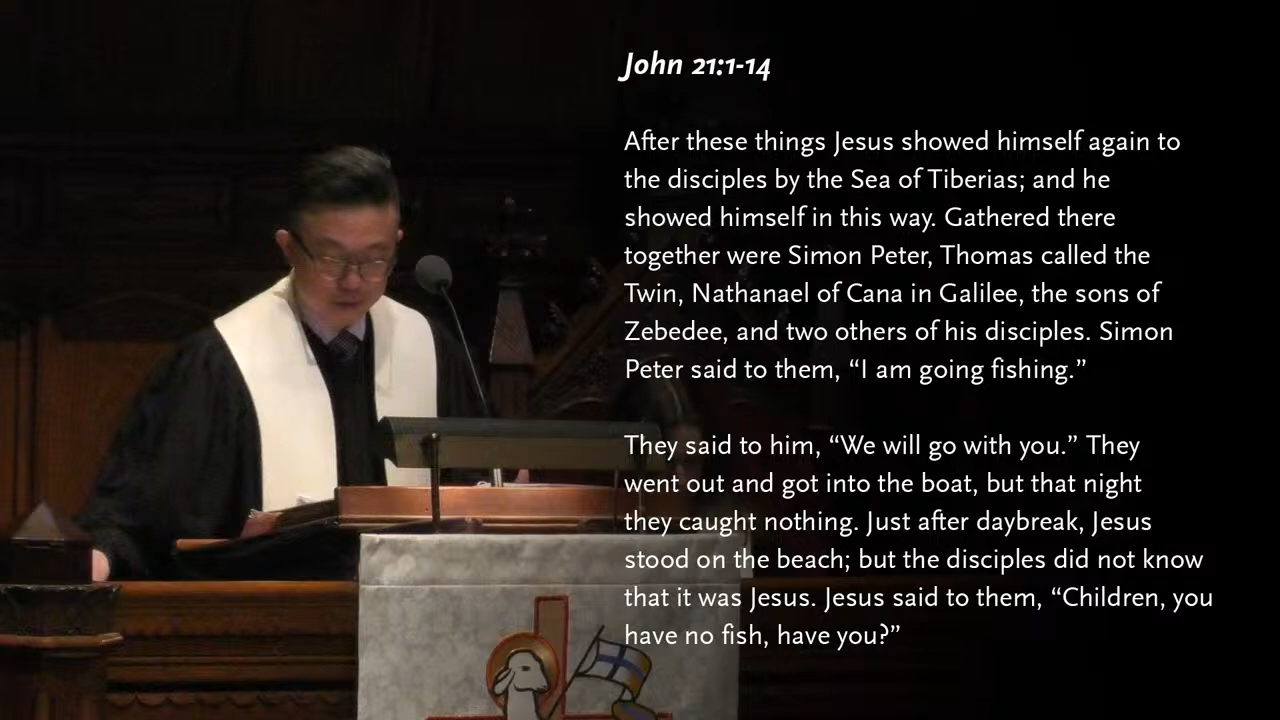 John 21:1-14
After these things Jesus showed himself again to
the disciples by the Sea of Tiberias; and he
showed himself in this way. Gathered there
together were Simon Peter, Thomas called the
Twin, Nathanael of Cana in Galilee, the sons of
Zebedee, and two others of his disciples. Simon
Peter said to them, “I am going fishing.”
They said to him, “We will go with you.” They
went out and got into the boat, but that night
they caught nothing. Just after daybreak, Jesus
stood on the beach; but the disciples did not know
that it was Jesus. Jesus said to them, “Children, you
have no fish, have you?”